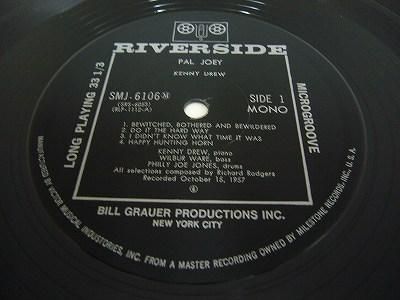 RIVERSIDE
PAL JOEY
KENNY DREW
SMJ-6106 M
(SRS-6053)
(RLP-1112-A)
SIDE 1
MONO
LONG PLAYING 33 1/3
MICROGROOVE
1. BEWITCHED, BOTHERED AND BEWILDERED
2. DO IT THE HARD WAY
3. I DIDN'T KNOW WHAT TIME IT WAS
4. HAPPY HUNTING HORN
KENNY DREW, piano
WILBUR WARE, bass
PHILLY JOE JONES, drums
All selections composed by Richard Rodgers
Recorded October 15, 1957
BILL GRAUER PRODUCTIONS INC.
NEW YORK CITY
MANUFACTURED BY VICTOR MUSICAL INDUSTORIES, INC. FROM A MASTER RECORDING OWNED BY MILESTONE RECORDS, INC., U.S.A.